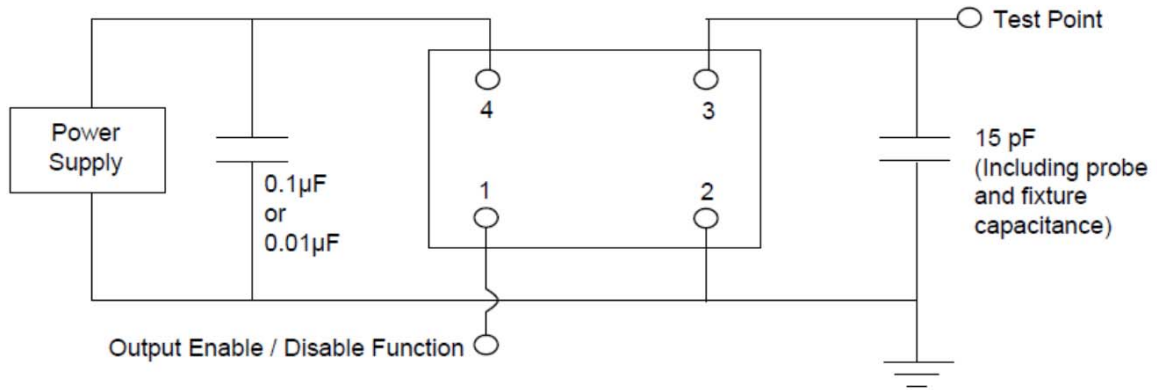 Test Point
4
3
Power
Supply
15 pF
(Including probe
and fixture
capacitance)
0.1µF
or
0.01µF
1
2
Output Enable / Disable Function